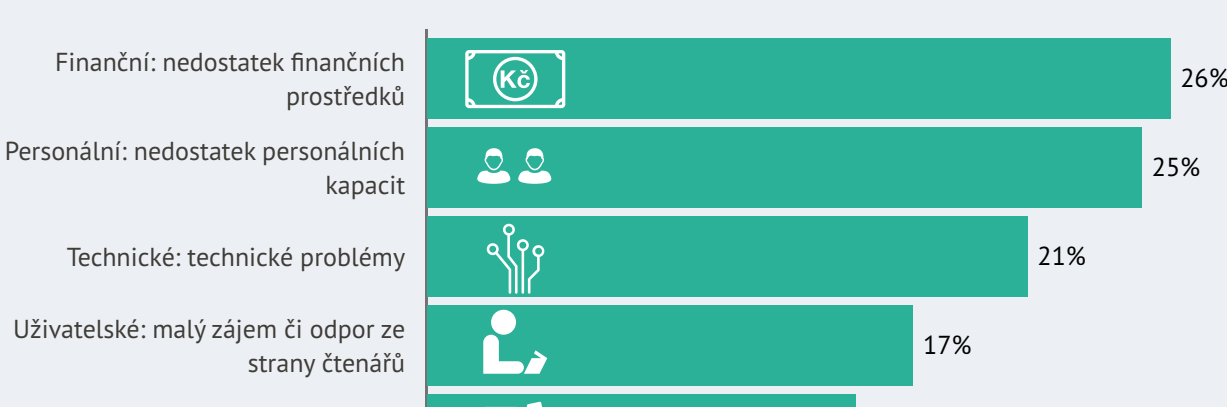 Finanční: nedostatek finančních
prostředků
Kč
26%
Personální: nedostatek personálních
kapacit
25%
Technické: technické problémy
21%
Uživatelské: malý zájem či odpor ze
strany čtenářů
17%